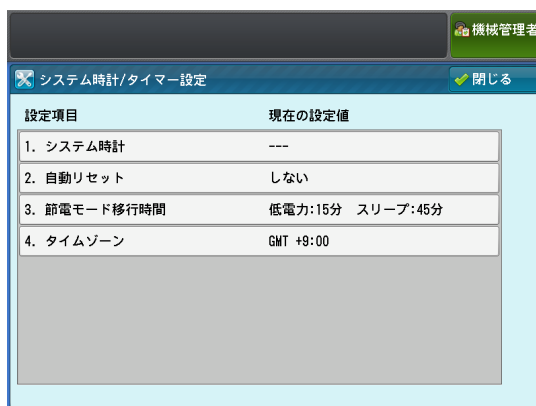 機械管理者
システム時計/タイマー設定 閉じる
設定項目 現在の設定値
1. システム時計 ---
2. 自動リセット しない
3. 節電モード移行時間 低電力:15分 スリープ:45分
4. タイムゾーン GMT +9:00